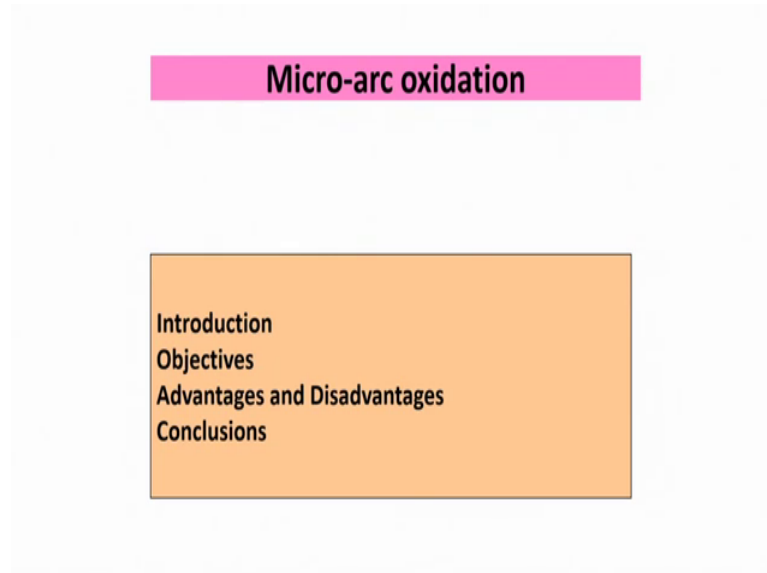 Micro-arc oxidation
Introduction
Objectives
Advantages and Disadvantages
Conclusions